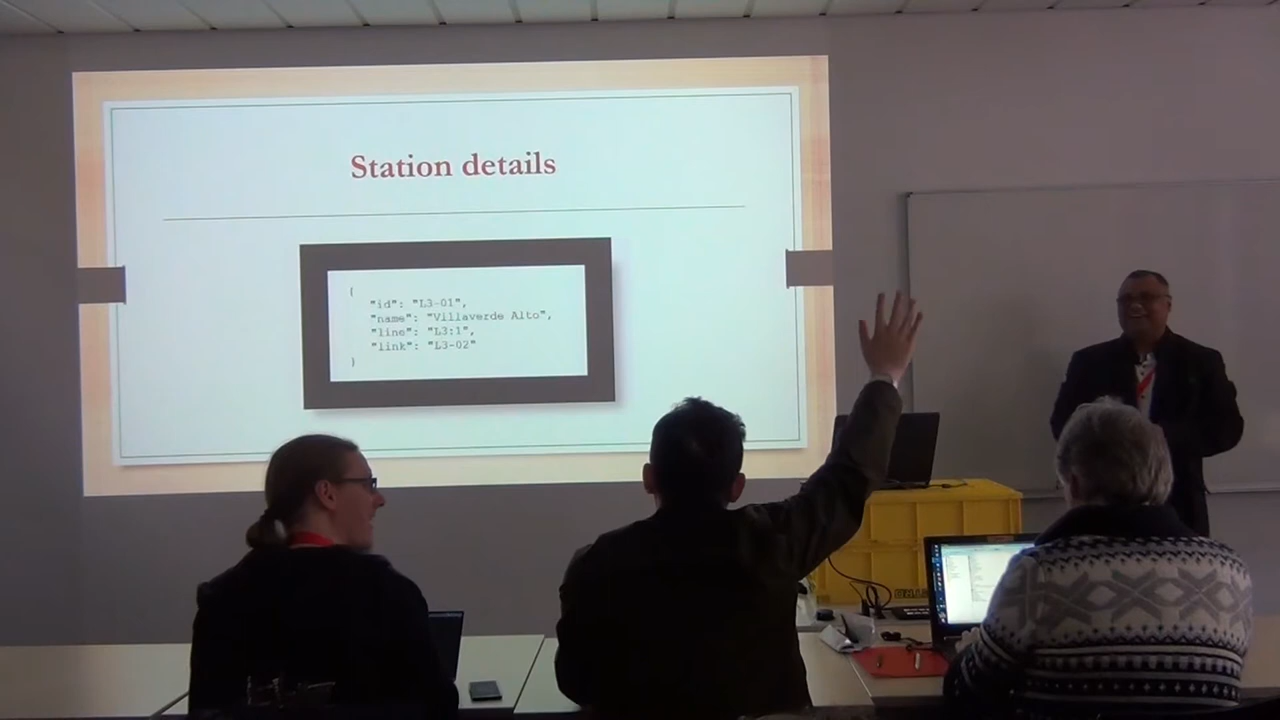 Station details
{
"id": "L3-01",
"name": "Villaverde Alto",
"line": "L3:1",
"link": "L3-02"
}